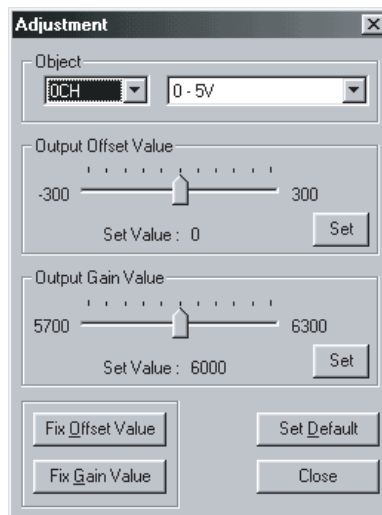 Adjustment
Object
0CH 0 - 5V
Output Offset Value
-300 300
Set Value : 0 Set
Output Gain Value
5700 6300
Set Value : 6000 Set
Fix Offset Value Set Default
Fix Gain Value Close